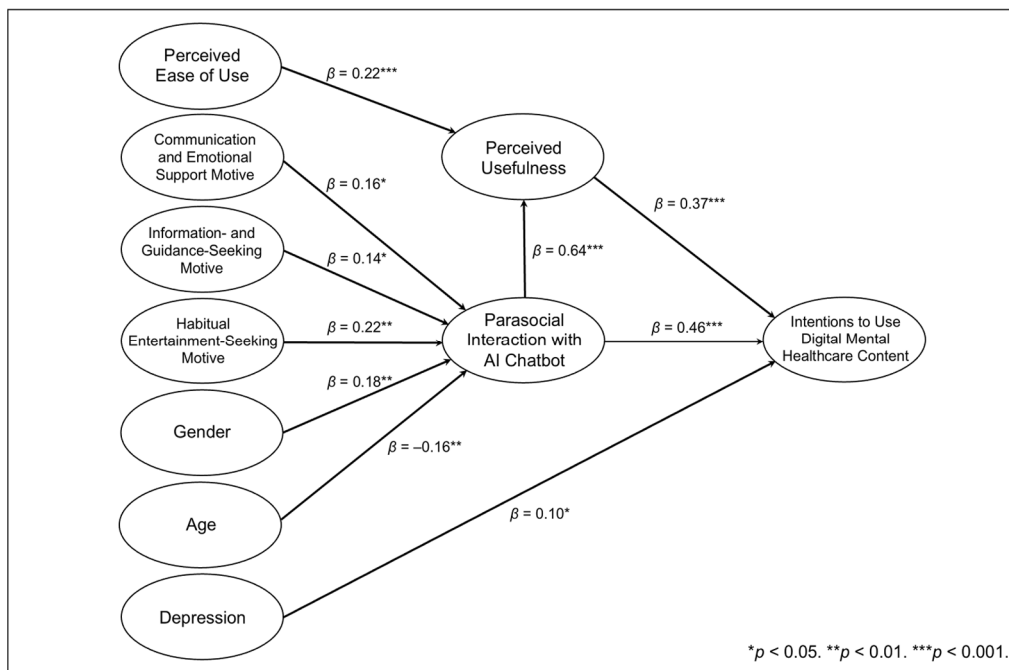 Perceived
Ease of Use
β = 0.22***
Communication
and Emotional
Support Motive
Perceived
Usefulness
β = 0.16*
β = 0.37***
Information- and
Guidance-Seeking
Motive
β = 0.14*
β = 0.64***
Habitual
Entertainment-Seeking
Motive
β = 0.22**
Parasocial
Interaction with
AI Chatbot
β = 0.46***
Intentions to Use
Digital Mental
Healthcare Content
β = 0.18**
Gender
β = –0.16**
Age
β = 0.10*
Depression
*p < 0.05. **p < 0.01. ***p < 0.001.